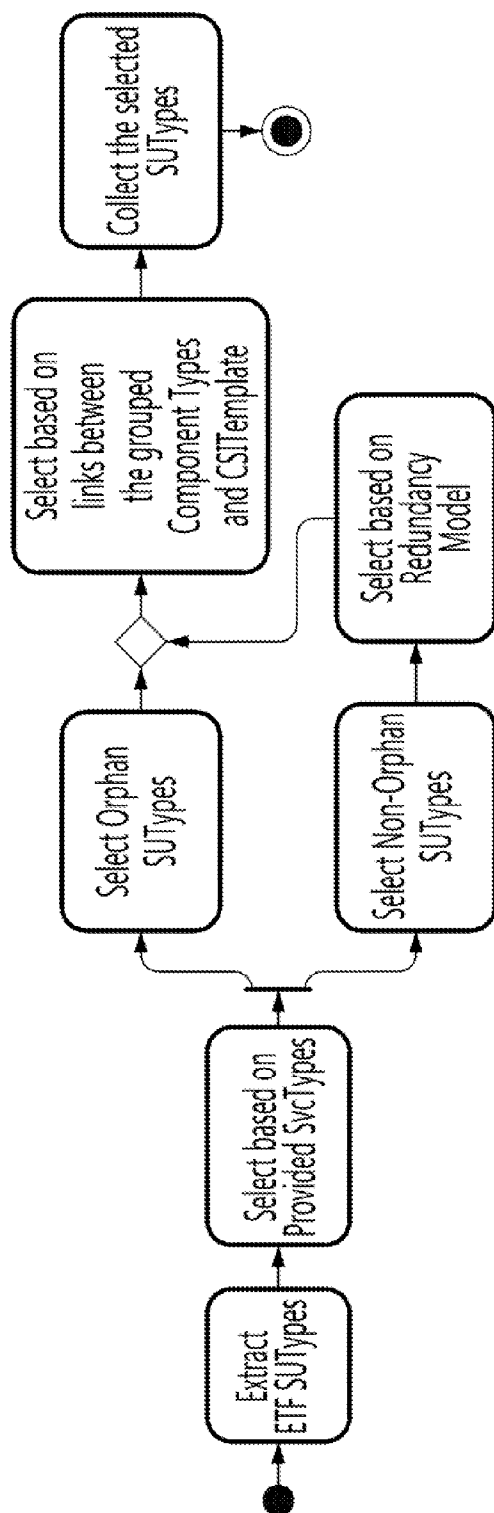 Extract
ETF SUTypes
Select based on
Provided SvcTypes
Select Orphan
SUTypes
Select Non-Orphan
SUTypes
Select based on
Redundancy
Model
Select based on
links between
the grouped
Component Types
and CSITemplate
Collect the selected
SUTypes